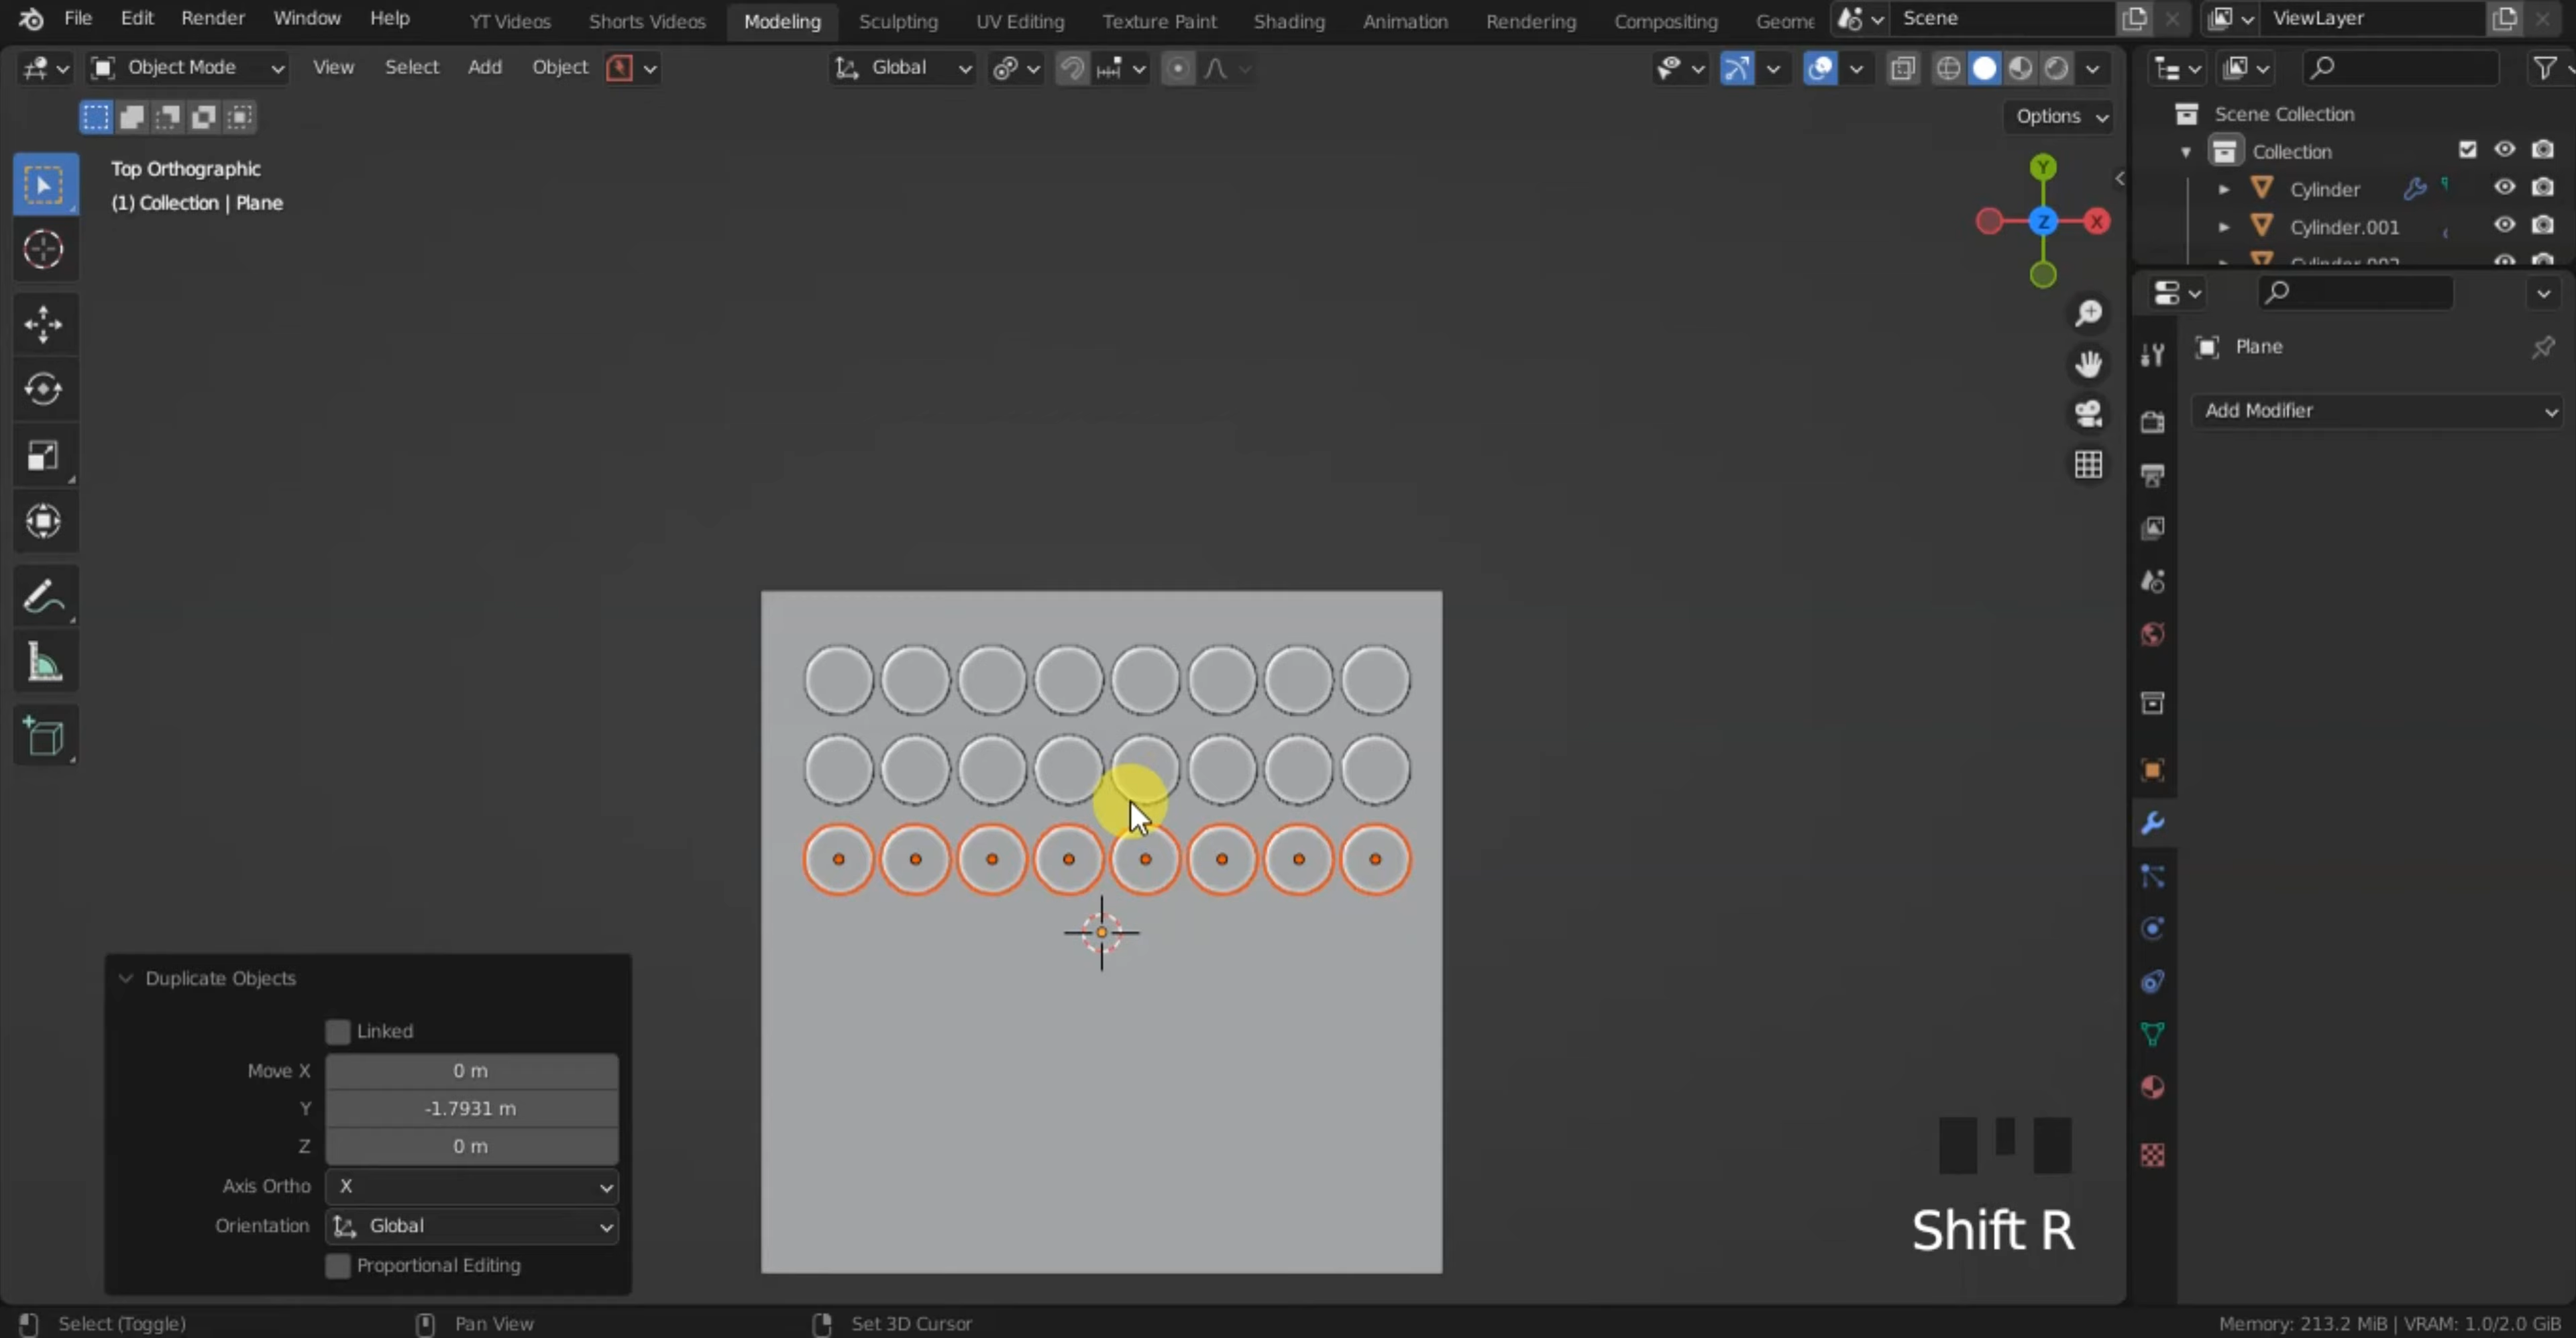 File Edit Render Window Help YT Videos Shorts Videos Modeling Sculpting UV Editing Texture Paint Shading Animation Rendering Compositing Geome Scene ViewLayer
Object Mode View Select Add Object Global
Options
Top Orthographic
(1) Collection | Plane
Y
Z X
Scene Collection
Collection
Cylinder
Cylinder.001
Plane
Add Modifier
Duplicate Objects
Linked
Move X 0 m
Y -1.7931 m
Z 0 m
Axis Ortho X
Orientation Global
Proportional Editing
Shift R
Select (Toggle) Pan View Set 3D Cursor Memory: 213.2 MiB | VRAM: 1.0/2.0 GiB